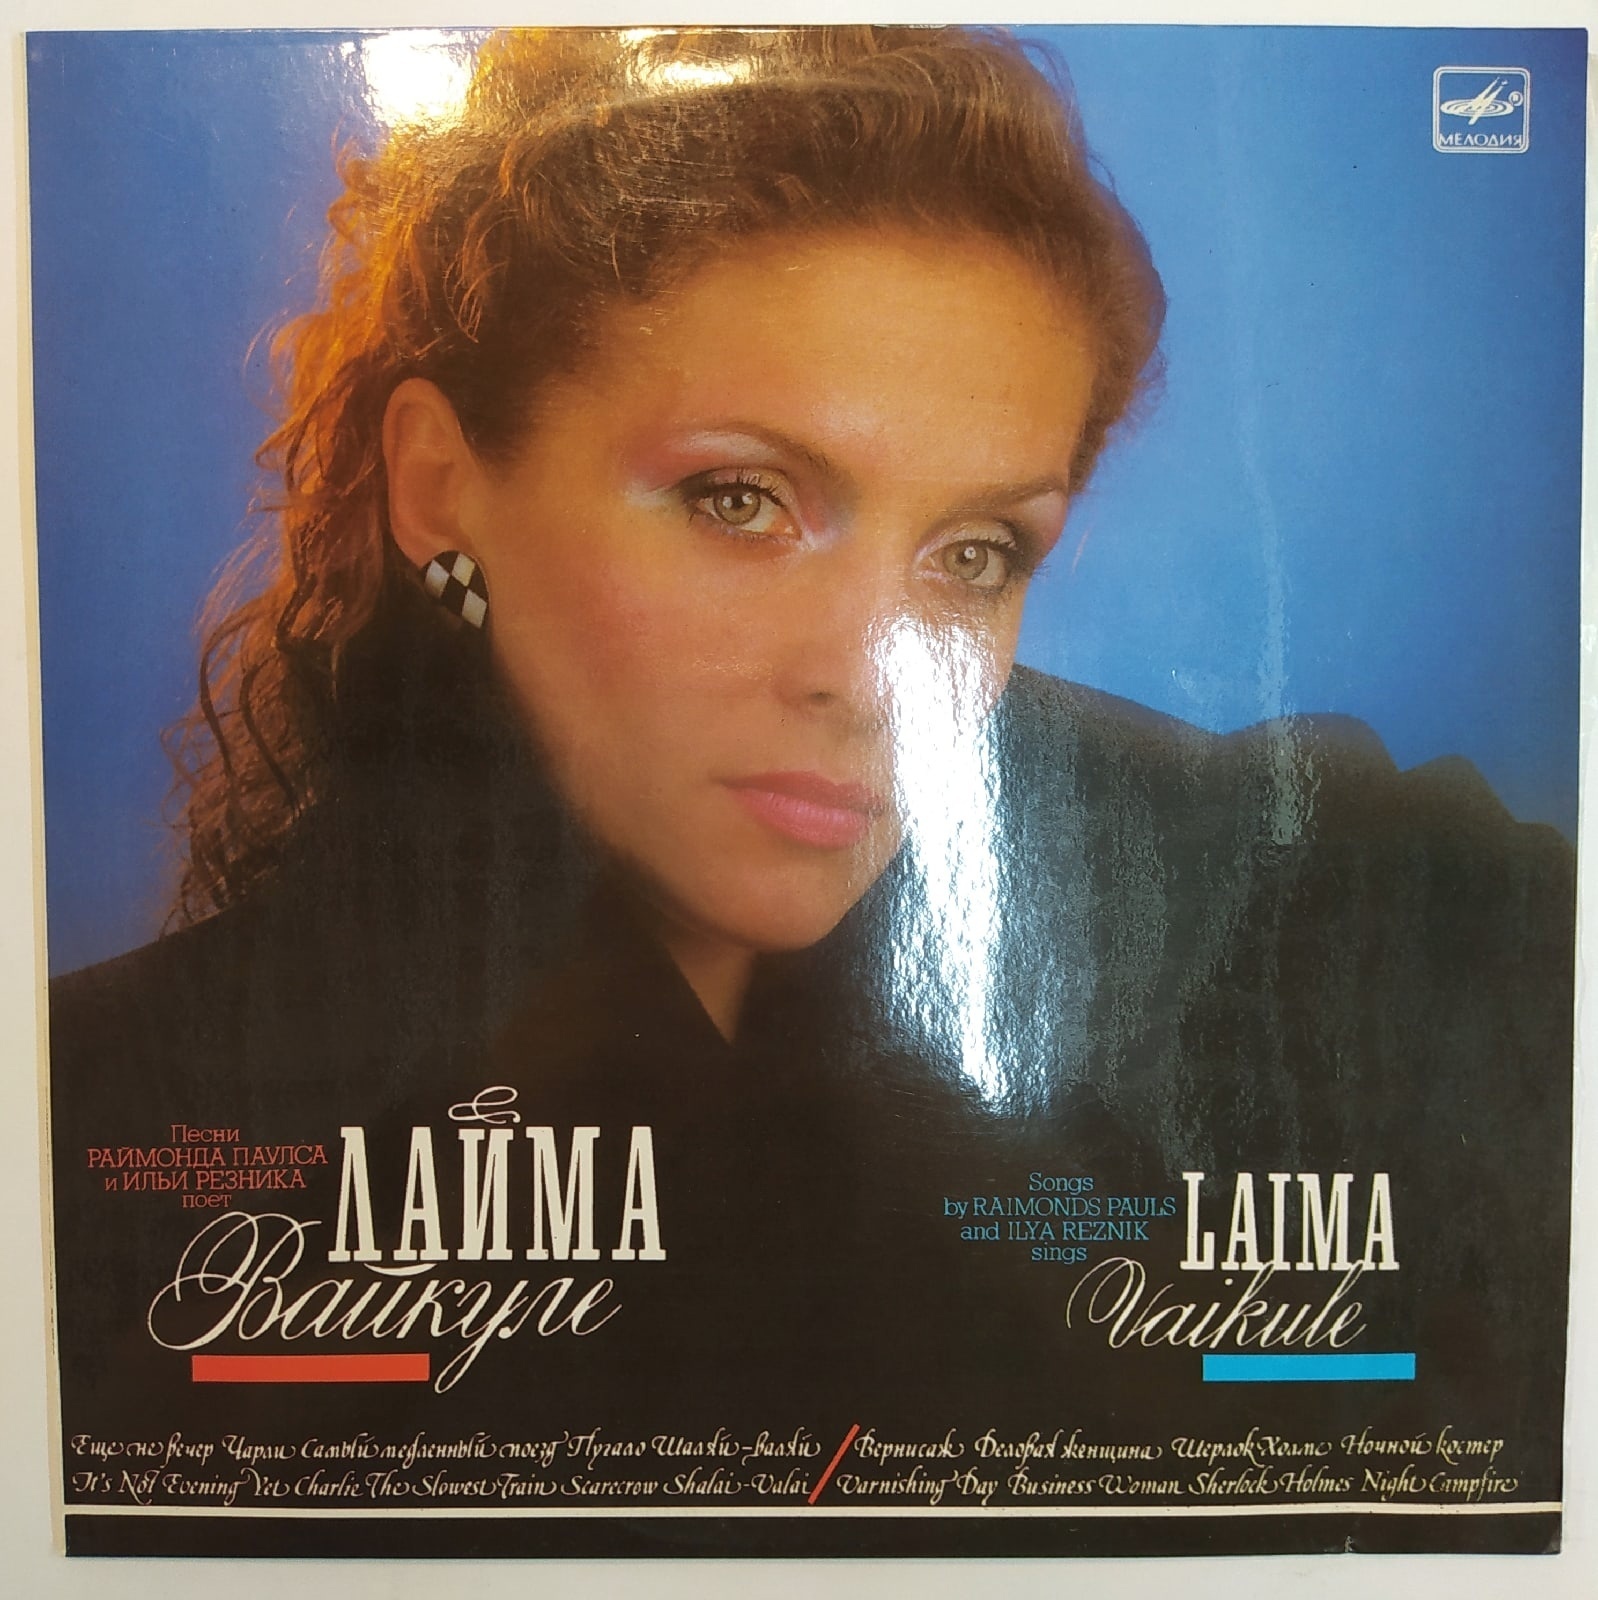 МЕЛОДИЯ
Песни
РАЙМОНДА ПАУЛСА
и ИЛЬИ РЕЗНИКА
поет
ЛАЙМА
Вайкуле
Songs
by RAIMONDS PAULS
and ILYA REZNIK
sings
LAIMA
Vaikule
Еще не вечер Чарли Самый медленный поезд Пугало Шаляй-валяй / Вернисаж Деловая женщина Шерлок Холмс Ночной костер
It's Not Evening Yet Charlie The Slowest Train Scarecrow Shalai-Valai / Varnishing Day Business Woman Sherlock Holmes Night Campfire